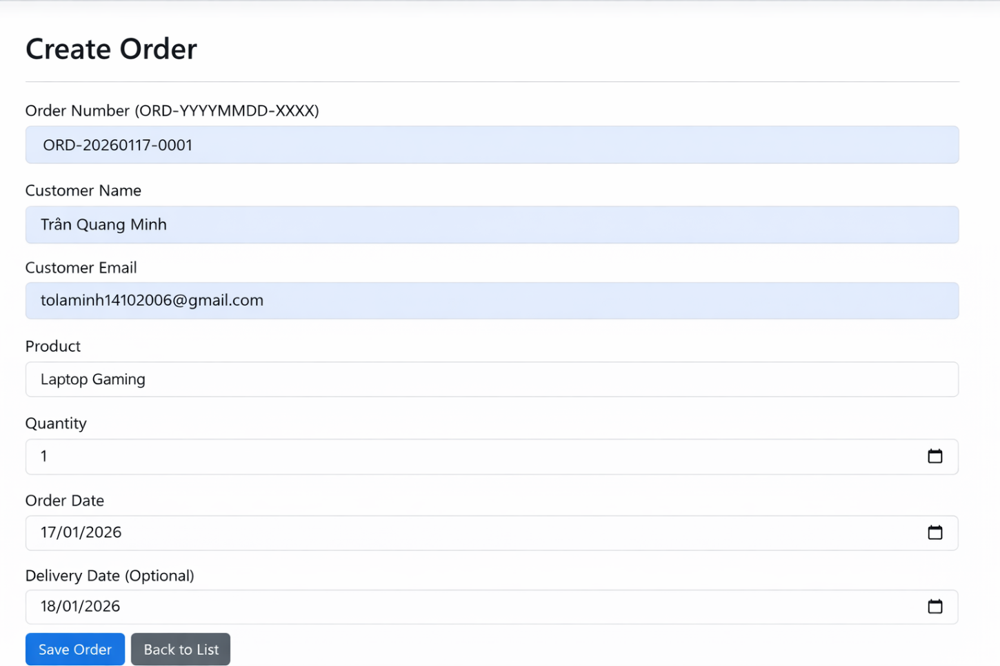 Create Order
Order Number (ORD-YYYYMMDD-XXXX)
ORD-20260117-0001
Customer Name
Trân Quang Minh
Customer Email
tolaminh14102006@gmail.com
Product
Laptop Gaming
Quantity
1
Order Date
17/01/2026
Delivery Date (Optional)
18/01/2026
Save Order Back to List